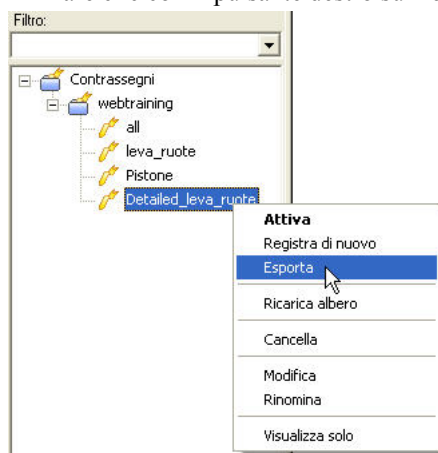 Filtro:
Contrassegni
webtraining
all
leva_ruote
Pistone
Detailed_leva_ruote
Attiva
Registra di nuovo
Esporta
Ricarica albero
Cancella
Modifica
Rinomina
Visualizza solo